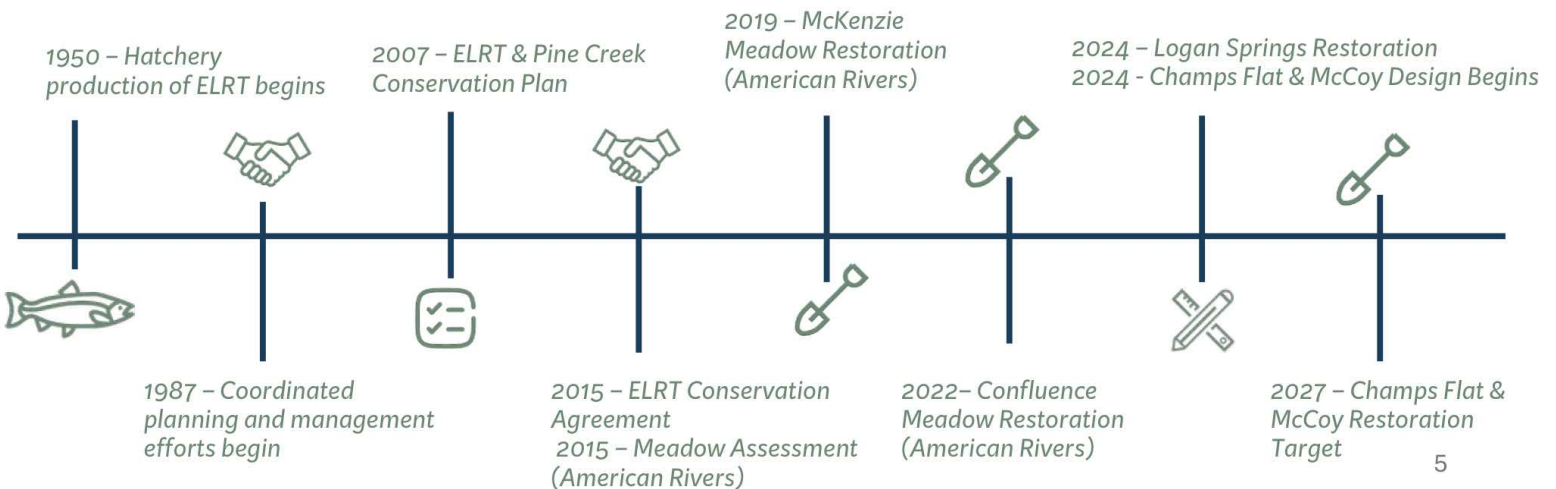 1950 – Hatchery
production of ELRT begins
1987 – Coordinated
planning and management
efforts begin
2007 – ELRT & Pine Creek
Conservation Plan
2015 – ELRT Conservation
Agreement
2015 – Meadow Assessment
(American Rivers)
2019 – McKenzie
Meadow Restoration
(American Rivers)
2022– Confluence
Meadow Restoration
(American Rivers)
2024 – Logan Springs Restoration
2024 - Champs Flat & McCoy Design Begins
2027 – Champs Flat &
McCoy Restoration
Target
5